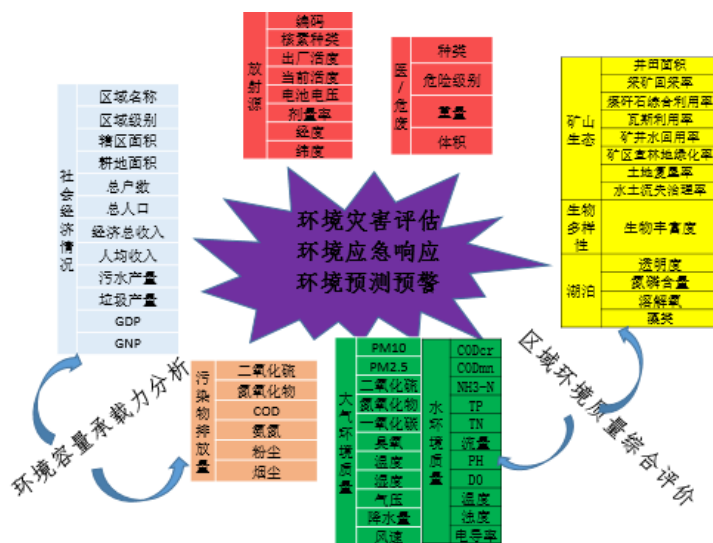 放射源
编码
核素种类
出厂活度
当前活度
电池电压
剂量率
经度
纬度
医/危废
种类
危险级别
重量
体积
社会经济情况
区域名称
区域级别
辖区面积
耕地面积
总户数
总人口
经济总收入
人均收入
污水产量
垃圾产量
GDP
GNP
矿山生态
井田面积
采矿回采率
煤矸石综合利用率
瓦斯利用率
矿井水回用率
矿区宜林地绿化率
土地复垦率
水土流失治理率
生物多样性
生物丰富度
湖泊
透明度
氮磷含量
溶解氧
藻类
环境灾害评估
环境应急响应
环境预测预警
污染物排放量
二氧化硫
氮氧化物
COD
氨氮
粉尘
烟尘
大气环境质量
PM10
PM2.5
二氧化硫
氮氧化物
一氧化碳
臭氧
温度
湿度
气压
降水量
风速
水环境质量
CODcr
CODmn
NH3-N
TP
TN
流量
PH
DO
温度
浊度
电导率
环境容量承载力分析
区域环境质量综合评价